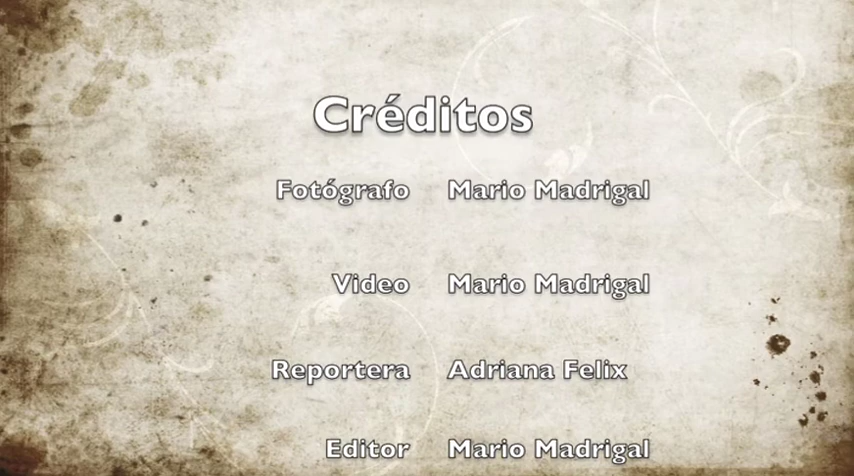 Créditos
Fotógrafo Mario Madrigal
Video Mario Madrigal
Reportera Adriana Felix
Editor Mario Madrigal